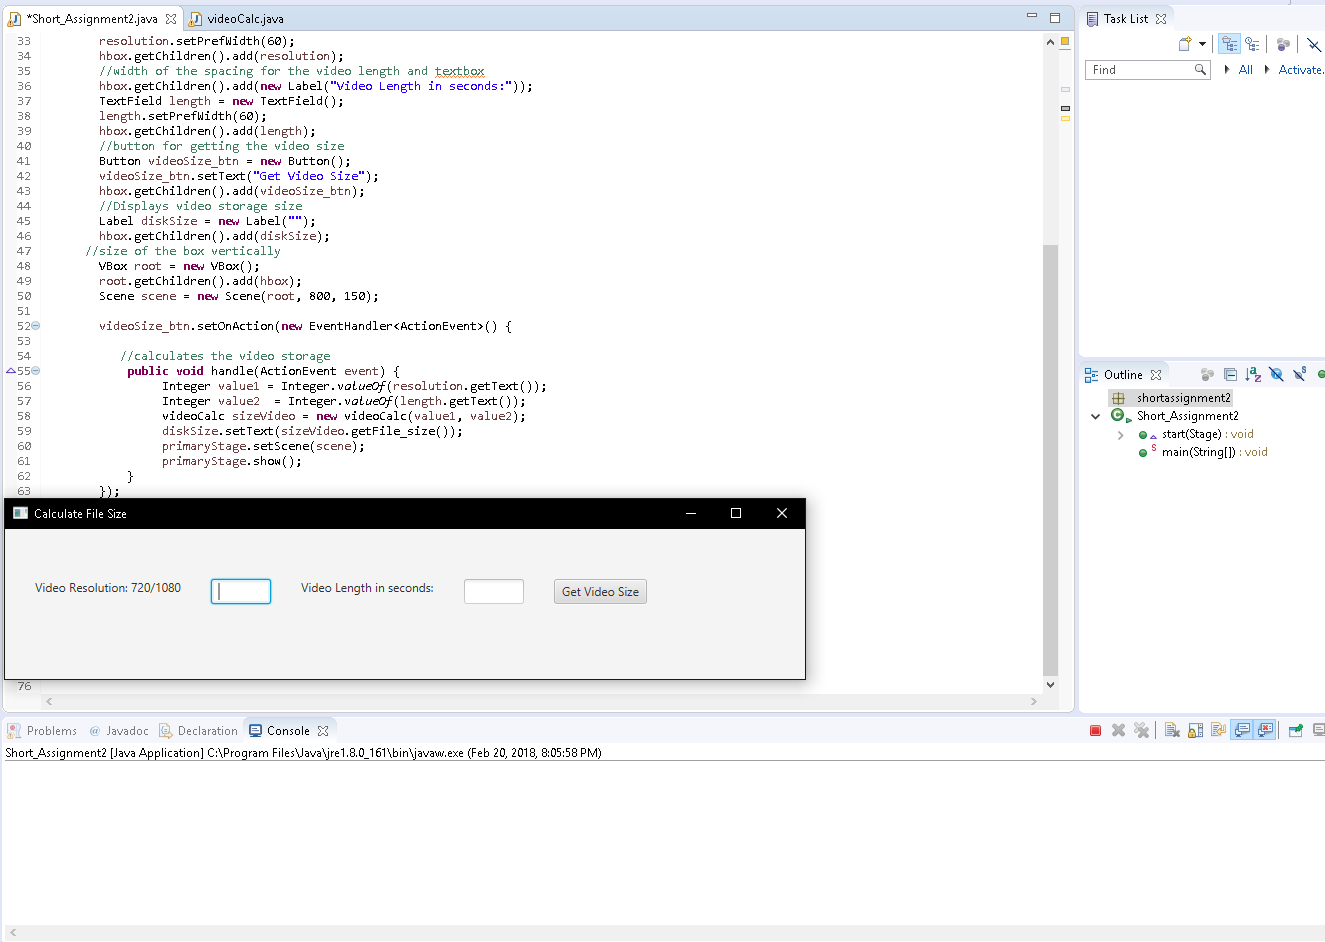 *Short_Assignment2.java
videoCalc.java
33 resolution.setPrefWidth(60);
34 hbox.getChildren().add(resolution);
35 //width of the spacing for the video length and textbox
36 hbox.getChildren().add(new Label("Video Length in seconds:"));
37 TextField length = new TextField();
38 length.setPrefWidth(60);
39 hbox.getChildren().add(length);
40 //button for getting the video size
41 Button videoSize_btn = new Button();
42 videoSize_btn.setText("Get Video Size");
43 hbox.getChildren().add(videoSize_btn);
44 //Displays video storage size
45 Label diskSize = new Label("");
46 hbox.getChildren().add(diskSize);
47 //size of the box vertically
48 VBox root = new VBox();
49 root.getChildren().add(hbox);
50 Scene scene = new Scene(root, 800, 150);
51
52 videoSize_btn.setOnAction(new EventHandler<ActionEvent>() {
53
54 //calculates the video storage
55 public void handle(ActionEvent event) {
56 Integer value1 = Integer.valueOf(resolution.getText());
57 Integer value2  = Integer.valueOf(length.getText());
58 videoCalc sizeVideo = new videoCalc(value1, value2);
59 diskSize.setText(sizeVideo.getFile_size());
60 primaryStage.setScene(scene);
61 primaryStage.show();
62 }
63 });
Calculate File Size
Video Resolution: 720/1080
Video Length in seconds:
Get Video Size
76
Task List
Find
All
Activate.
Outline
shortassignment2
Short_Assignment2
start(Stage) : void
main(String[]) : void
Problems
Javadoc
Declaration
Console
Short_Assignment2 [Java Application] C:\Program Files\Java\jre1.8.0_161\bin\javaw.exe (Feb 20, 2018, 8:05:58 PM)